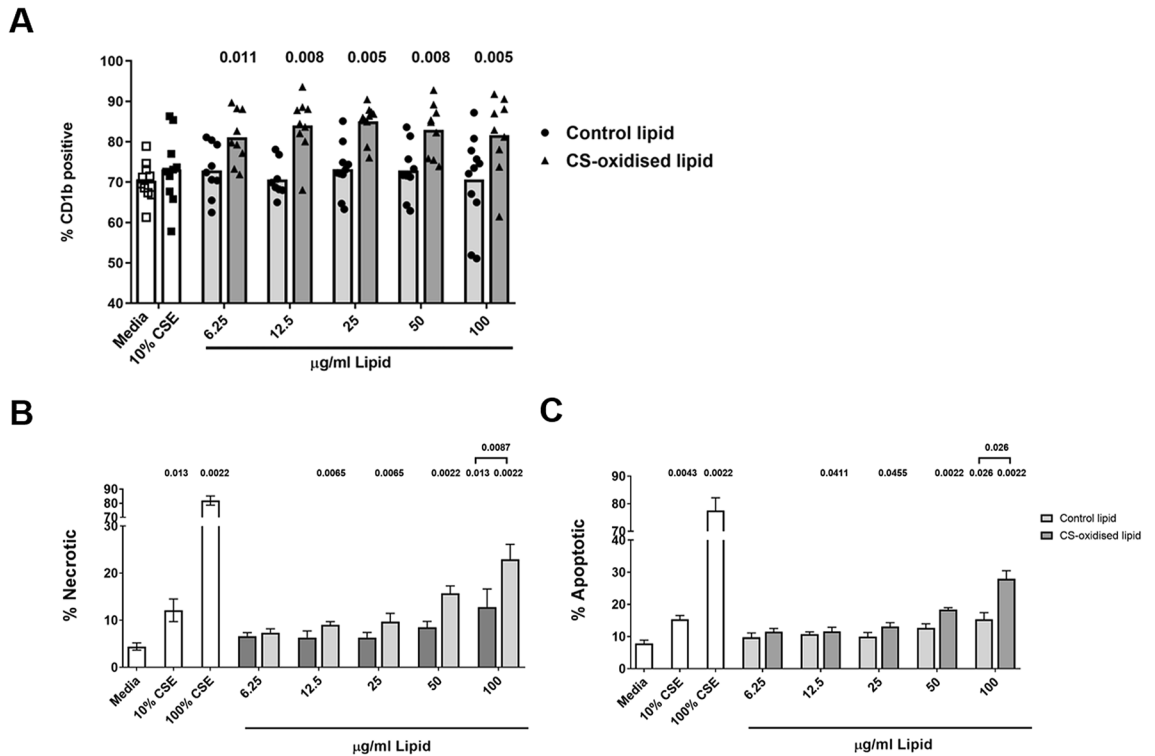 A
0.011 0.008 0.005 0.008 0.005
100
90
80
70
60
50
40
% CD1b positive
Control lipid
CS-oxidised lipid
Media 10% CSE 6.25 12.5 25 50 100
μg/ml Lipid
B
0.0087
0.013 0.0022 0.0065 0.0065 0.0022 0.013 0.0022
90
80
70
30
20
10
0
% Necrotic
Media 10% CSE 100% CSE 6.25 12.5 25 50 100
μg/ml Lipid
C
0.026
0.0043 0.0022 0.0411 0.0455 0.0022 0.026 0.0022
90
80
70
40
30
20
10
0
% Apoptotic
Control lipid
CS-oxidised lipid
Media 10% CSE 100% CSE 6.25 12.5 25 50 100
μg/ml Lipid